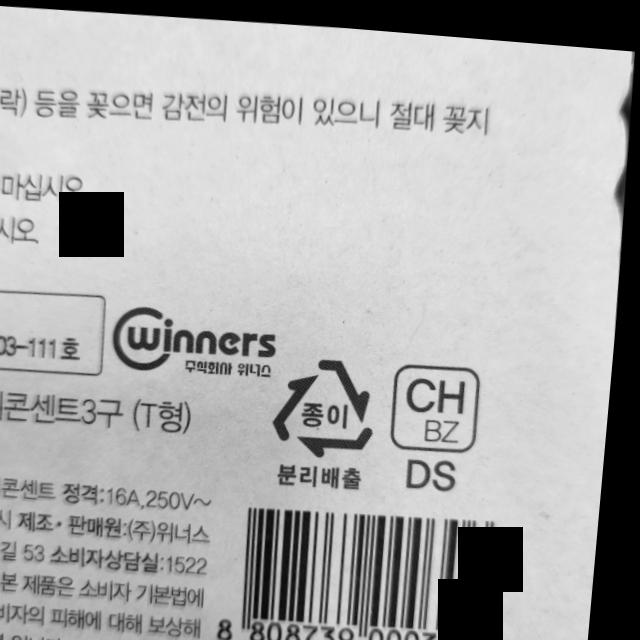 락) 등을 꽂으면 감전의 위험이 있으니 절대 꽂지
마십시오
시오.
03-111호
winners
주식회사 위너스
콘센트3구 (T형)
종이
분리배출
CH
BZ
DS
콘센트 정격:16A,250V~
시 제조·판매원:(주)위너스
길 53 소비자상담실:1522
본 제품은 소비자 기본법에
비자의 피해에 대해 보상해
8 808739 0003